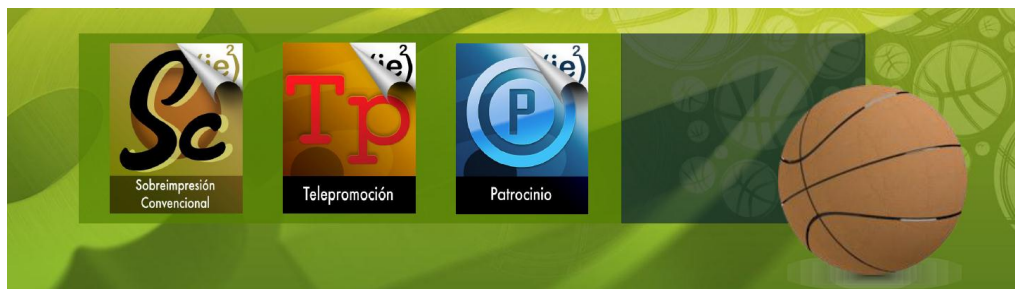 Sc
(ie)2
Sobreimpresión
Convencional
Tp
(ie)2
Telepromoción
P
(ie)2
Patrocinio